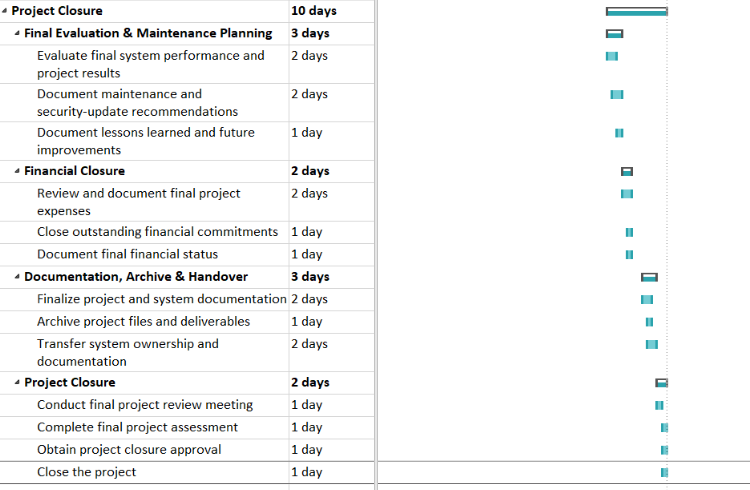 Project Closure 10 days
Final Evaluation & Maintenance Planning 3 days
Evaluate final system performance and 2 days
project results
Document maintenance and 2 days
security-update recommendations
Document lessons learned and future 1 day
improvements
Financial Closure 2 days
Review and document final project 2 days
expenses
Close outstanding financial commitments 1 day
Document final financial status 1 day
Documentation, Archive & Handover 3 days
Finalize project and system documentation 2 days
Archive project files and deliverables 1 day
Transfer system ownership and 2 days
documentation
Project Closure 2 days
Conduct final project review meeting 1 day
Complete final project assessment 1 day
Obtain project closure approval 1 day
Close the project 1 day